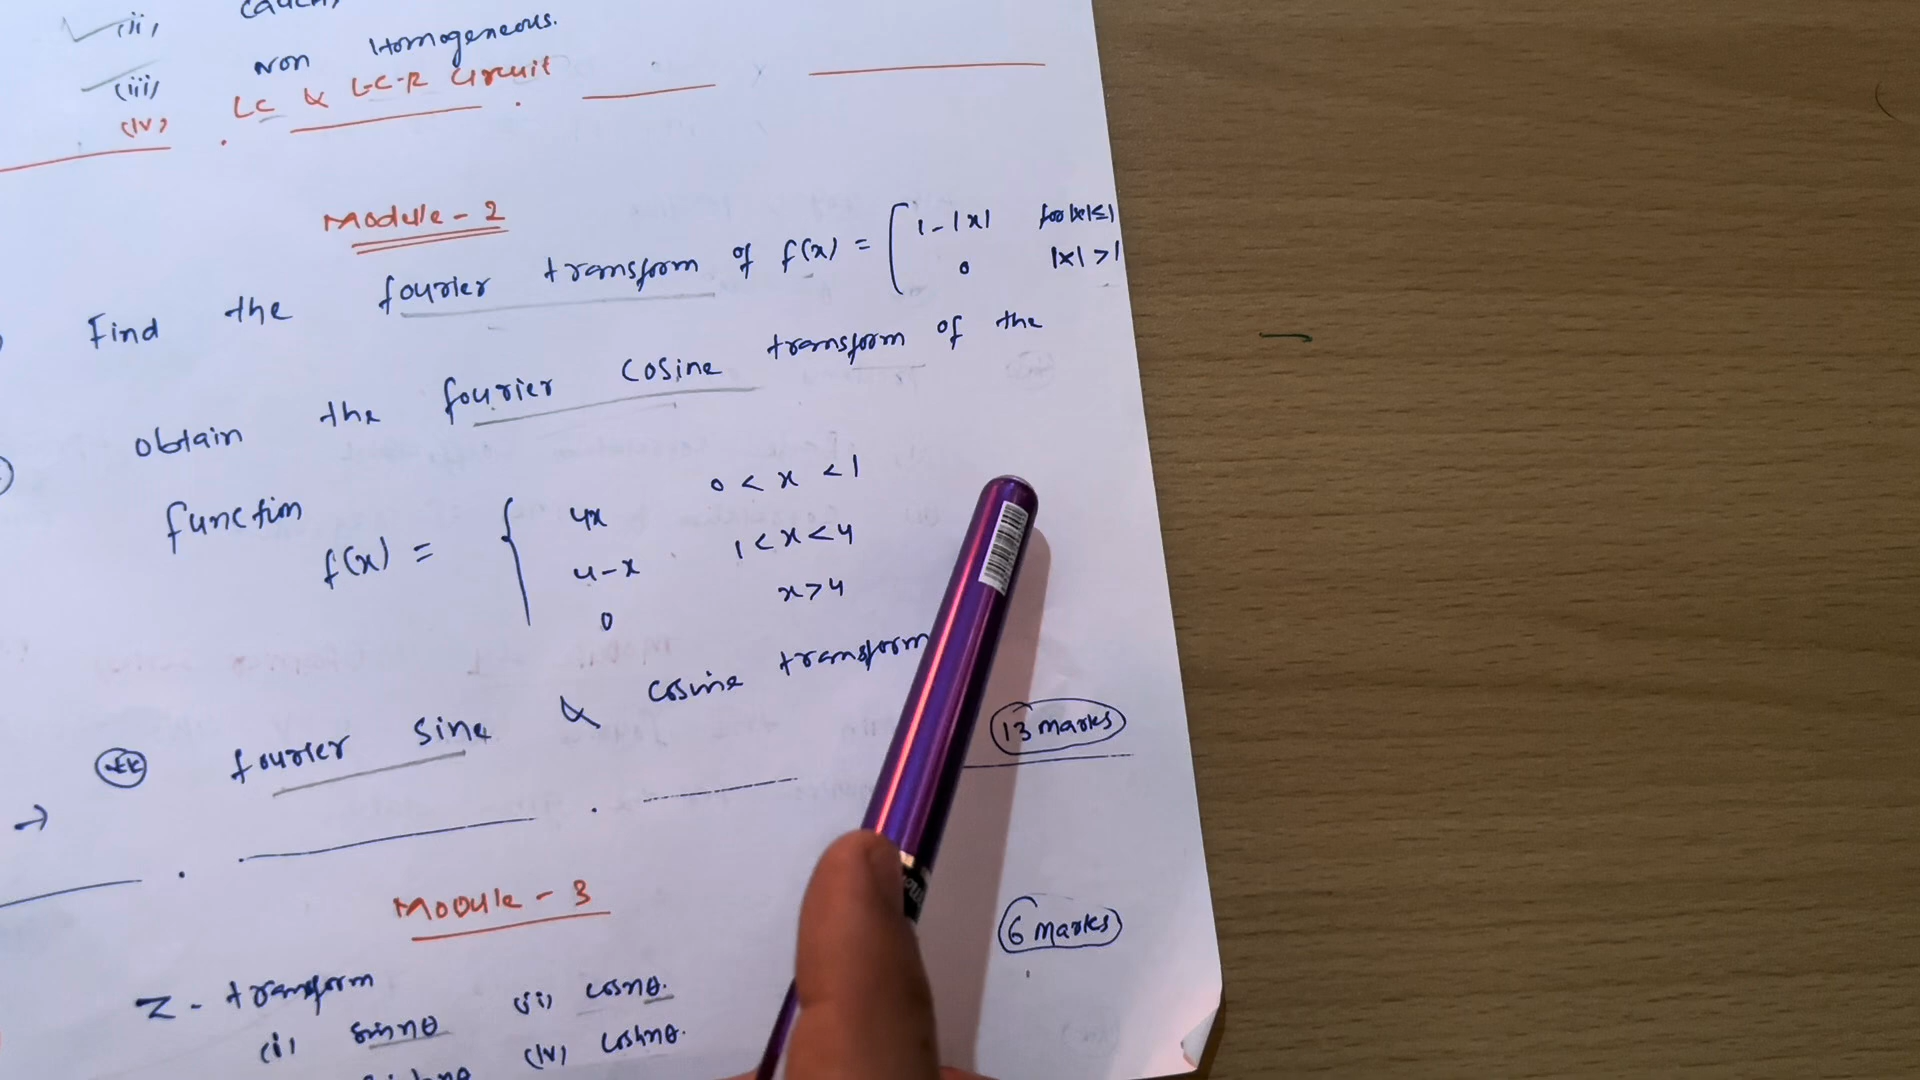 (ii)
(iii) Non Homogeneous.
(iv) LC & L-C-R Circuit
Module - 2
Find the fourier transform of f(x) = { 1-|x| for |x|≤1
0 |x|>1
obtain the fourier cosine transform of the
function
f(x) = { 4x 0<x<1
4-x 1<x<4
0 x>4
fourier sine & cosine transform
13 marks
Module - 3
6 marks
Z - transform
(i) sinnθ (ii) cosnθ.
(iv) coshnθ.